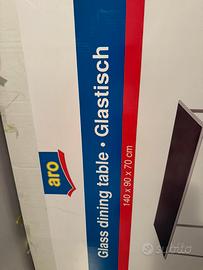 aro
Glass dining table • Glastisch
140 x 90 x 70 cm
subito